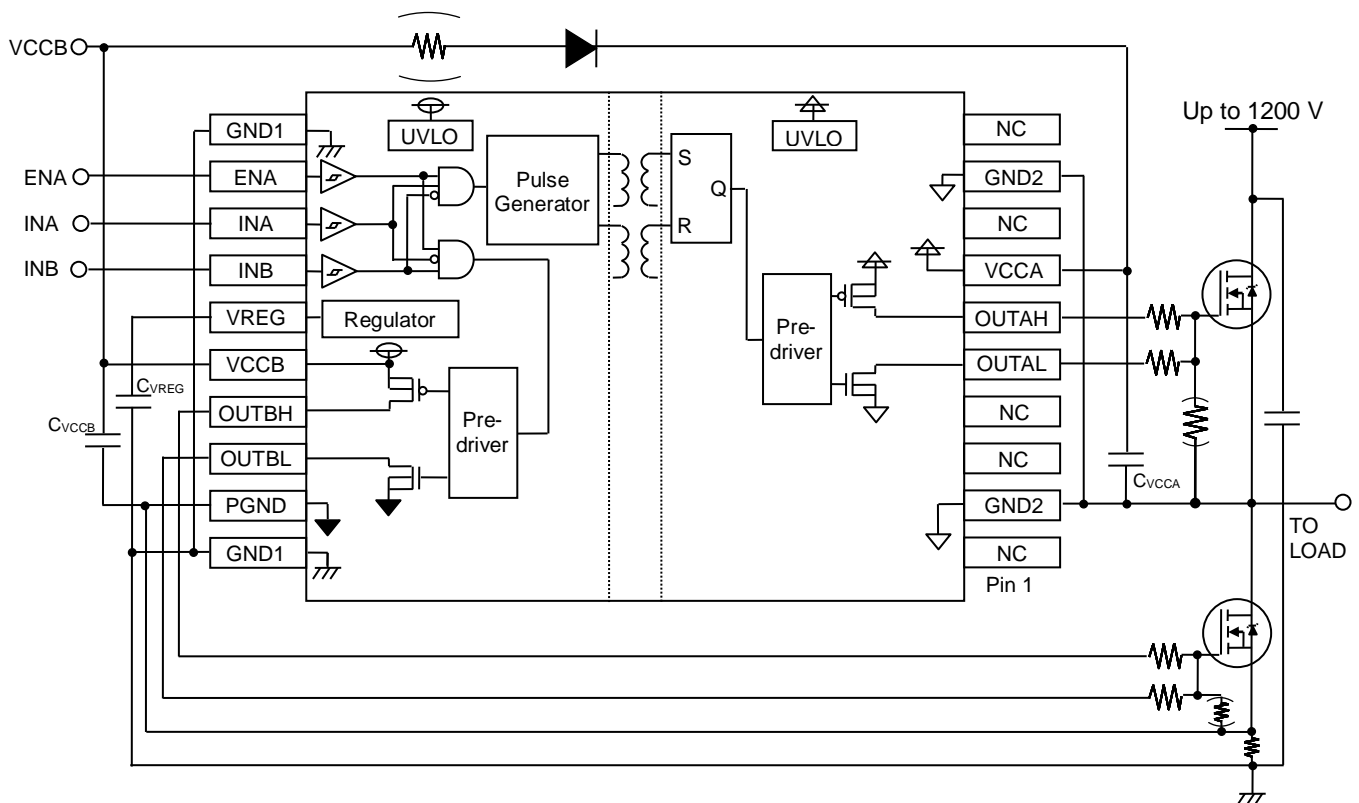 VCCB
Up to 1200 V
GND1
UVLO
UVLO
NC
ENA
ENA
Pulse
Generator
S
Q
R
GND2
INA
INA
NC
INB
INB
VCCA
VREG
Regulator
Pre-
driver
OUTAH
VCCB
OUTAL
CVREG
OUTBH
Pre-
driver
NC
CVCCB
OUTBL
NC
CVCCA
PGND
GND2
TO
LOAD
GND1
NC
Pin 1